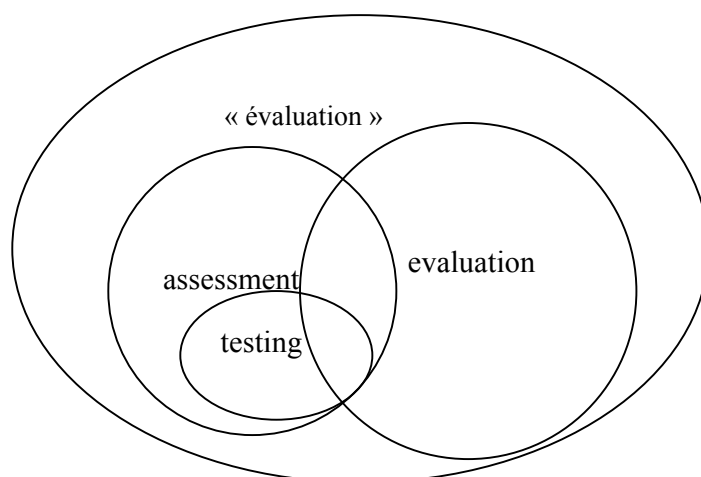 « évaluation »
evaluation
assessment
testing